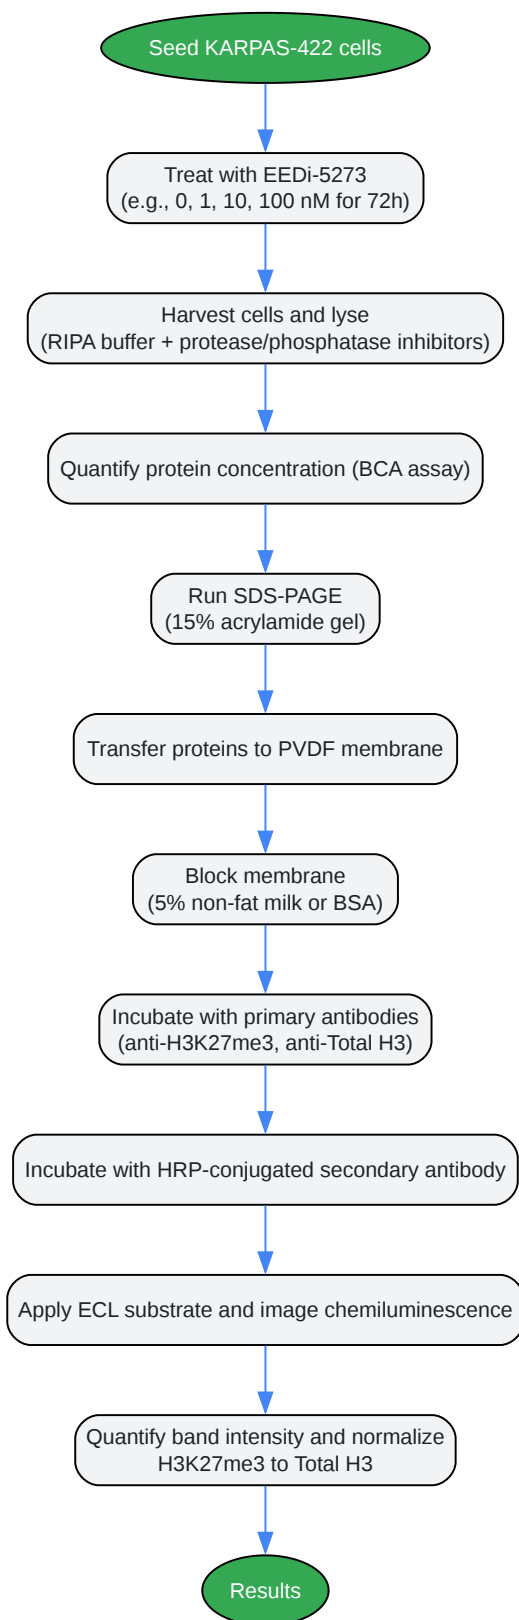 Seed KARPAS-422 cells
Treat with EEDi-5273
(e.g., 0, 1, 10, 100 nM for 72h)
Harvest cells and lyse
(RIPA buffer + protease/phosphatase inhibitors)
Quantify protein concentration (BCA assay)
Run SDS-PAGE
(15% acrylamide gel)
Transfer proteins to PVDF membrane
Block membrane
(5% non-fat milk or BSA)
Incubate with primary antibodies
(anti-H3K27me3, anti-Total H3)
Incubate with HRP-conjugated secondary antibody
Apply ECL substrate and image chemiluminescence
Quantify band intensity and normalize
H3K27me3 to Total H3
Results